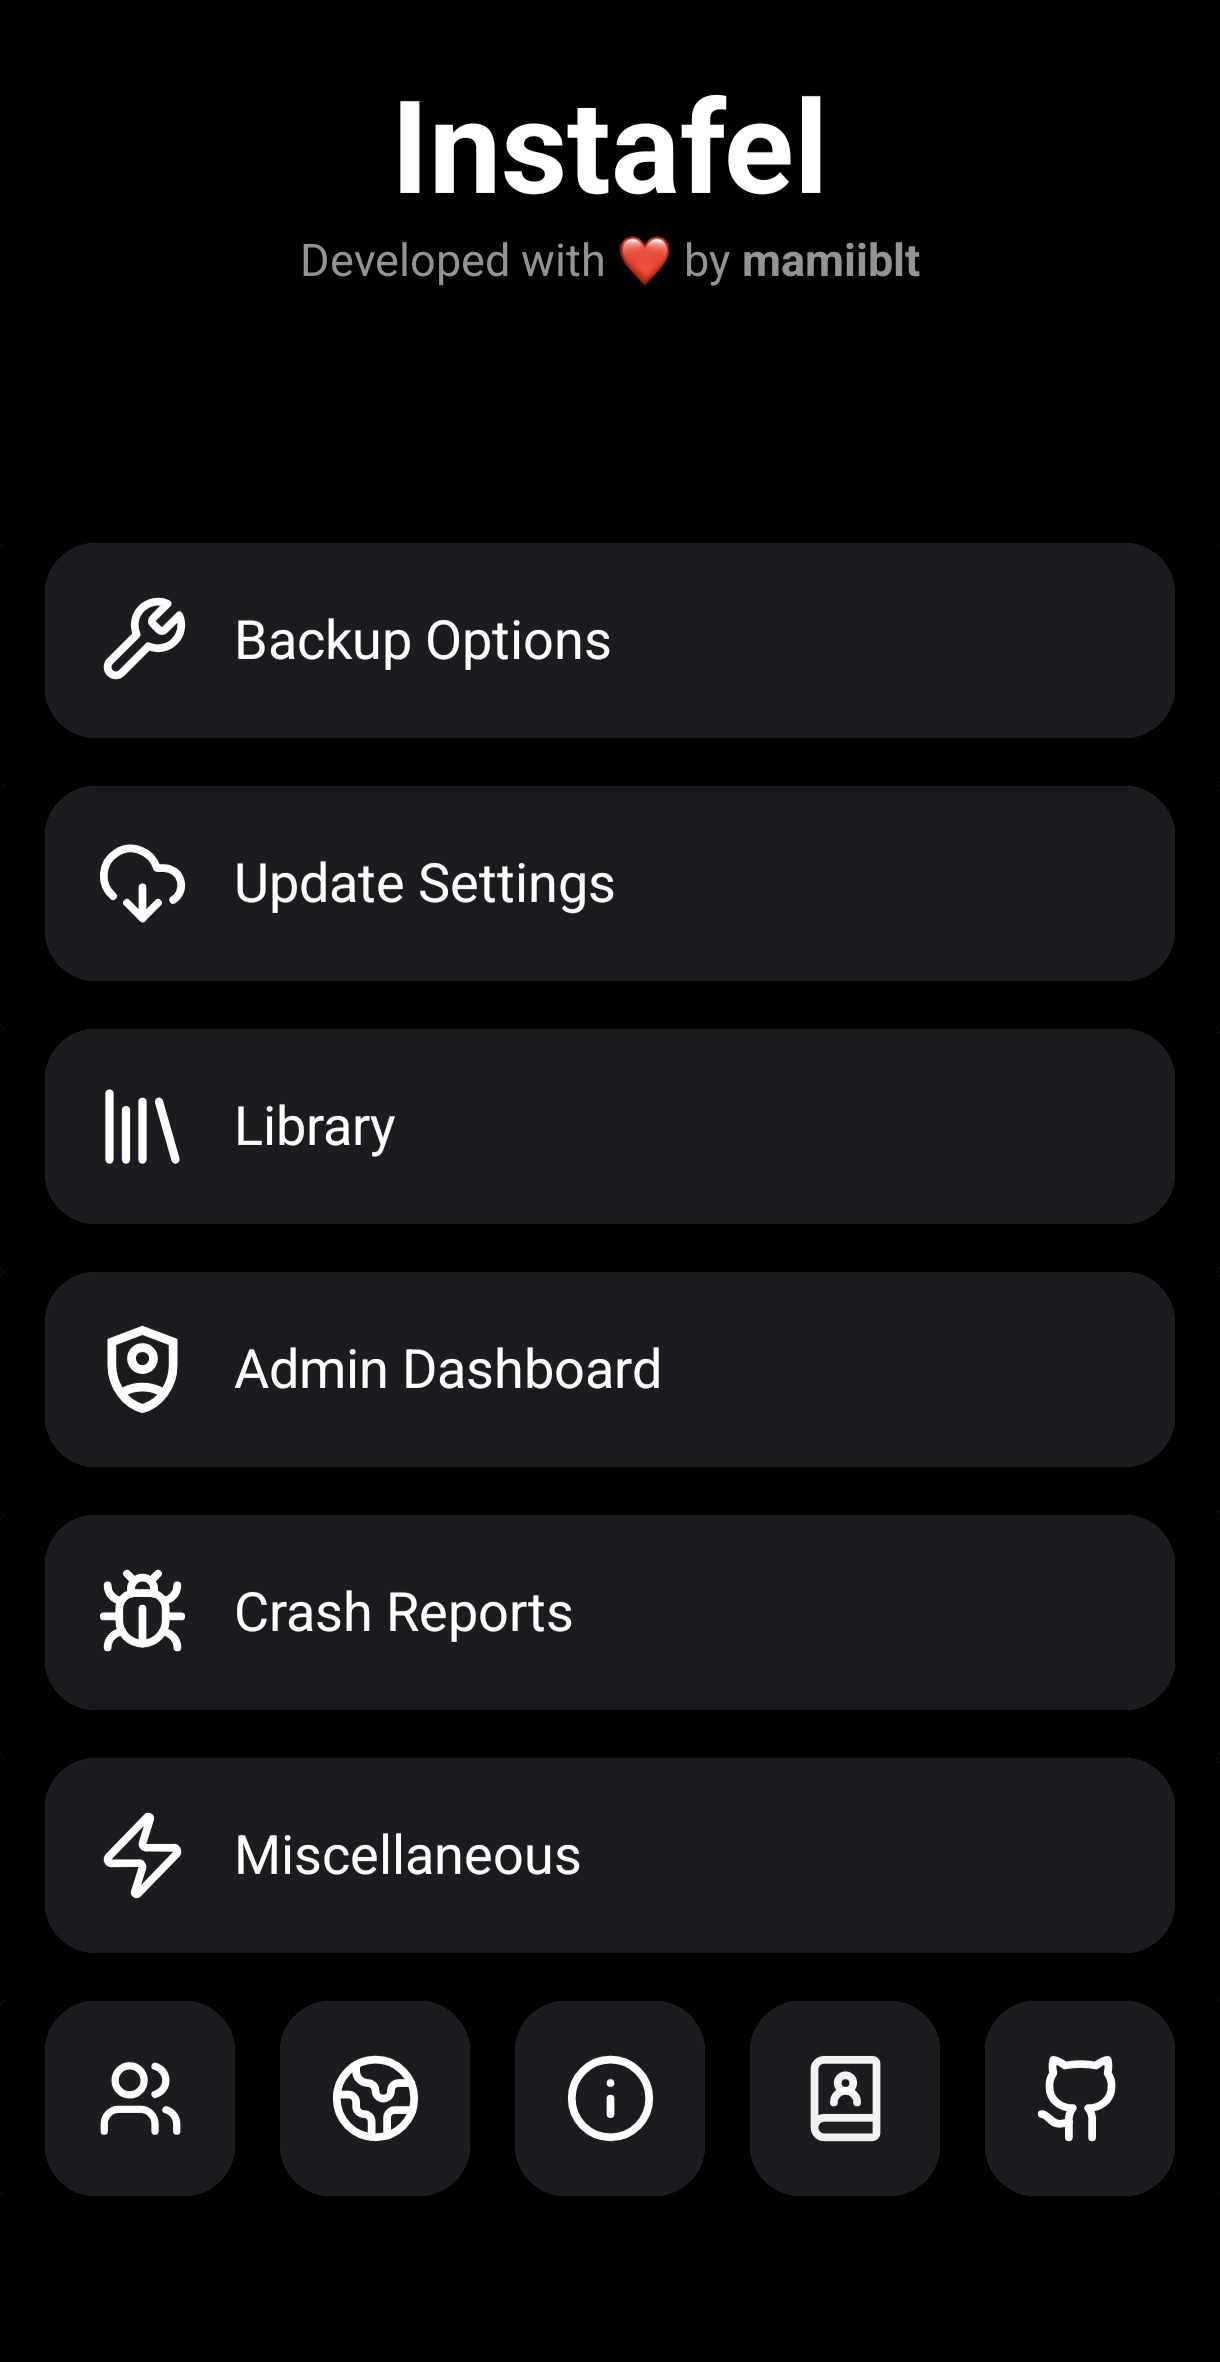 Instafel
Developed with ❤️ by mamiiblt
Backup Options
Update Settings
Library
Admin Dashboard
Crash Reports
Miscellaneous